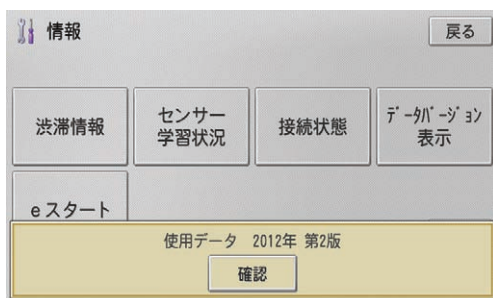 情報
戻る
渋滞情報
センサー
学習状況
接続状態
データバージョン
表示
eスタート
使用データ 2012年 第2版
確認